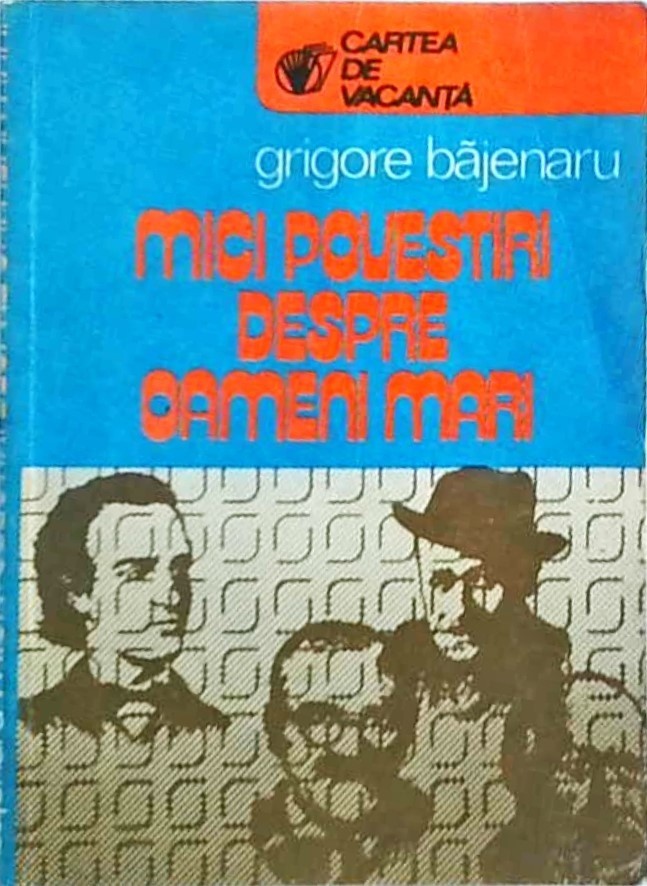 CARTEA
DE
VACANȚĂ
grigore băjenaru
MICI POVESTIRI
DESPRE
OAMENI MARI